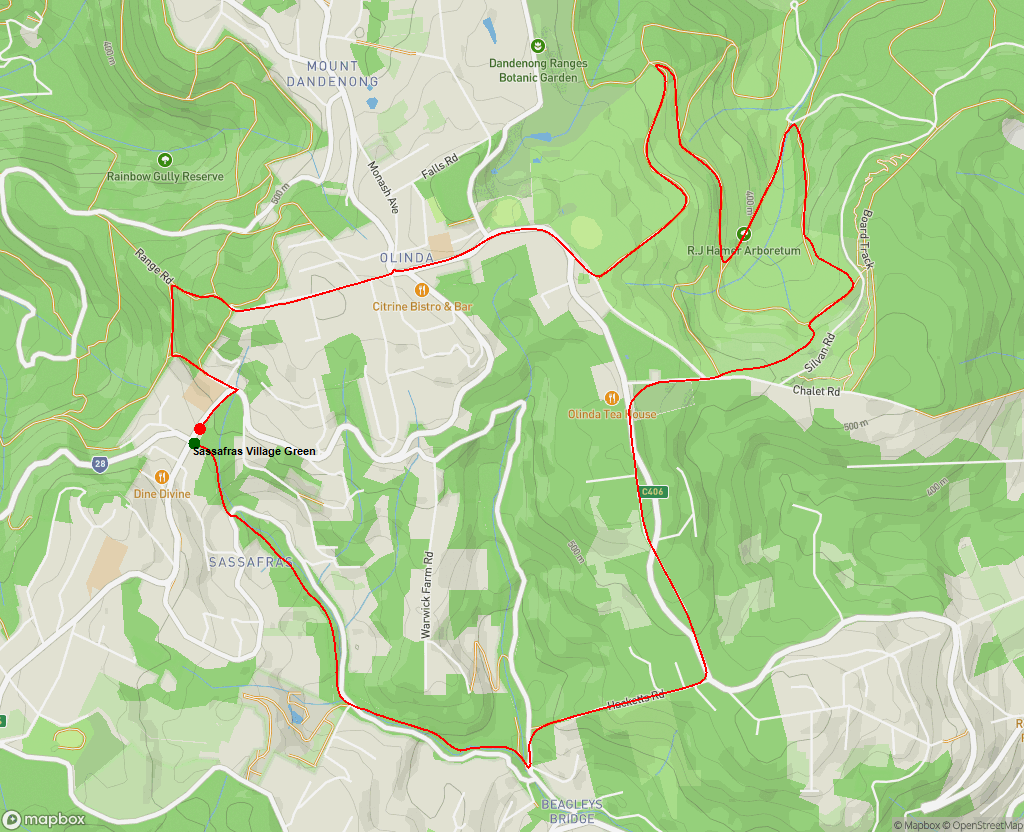 400 m
MOUNT
DANDENONG
Dandenong Ranges
Botanic Garden
Rainbow Gully Reserve
500 m
Falls Rd
Monash Ave
400 m
R.J Hamer Arboretum
Board Track
OLINDA
Range Rd
Citrine Bistro & Bar
Silvan Rd
Chalet Rd
Olinda Tea House
500 m
Sassafras Village Green
28
Dine Divine
C406
400 m
500 m
SASSAFRAS
Warwick Farm Rd
Hacketts Rd
BEAGLEYS
BRIDGE
mapbox
© Mapbox © OpenStreetMap